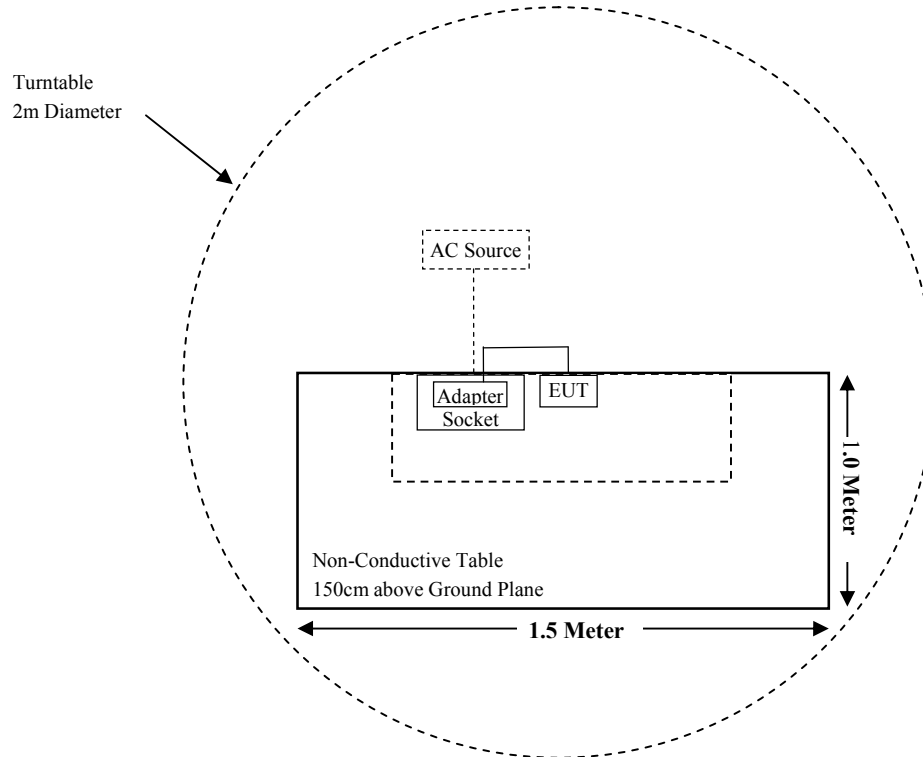 Turntable
2m Diameter
AC Source
Adapter
Socket
EUT
1.0 Meter
Non-Conductive Table
150cm above Ground Plane
1.5 Meter